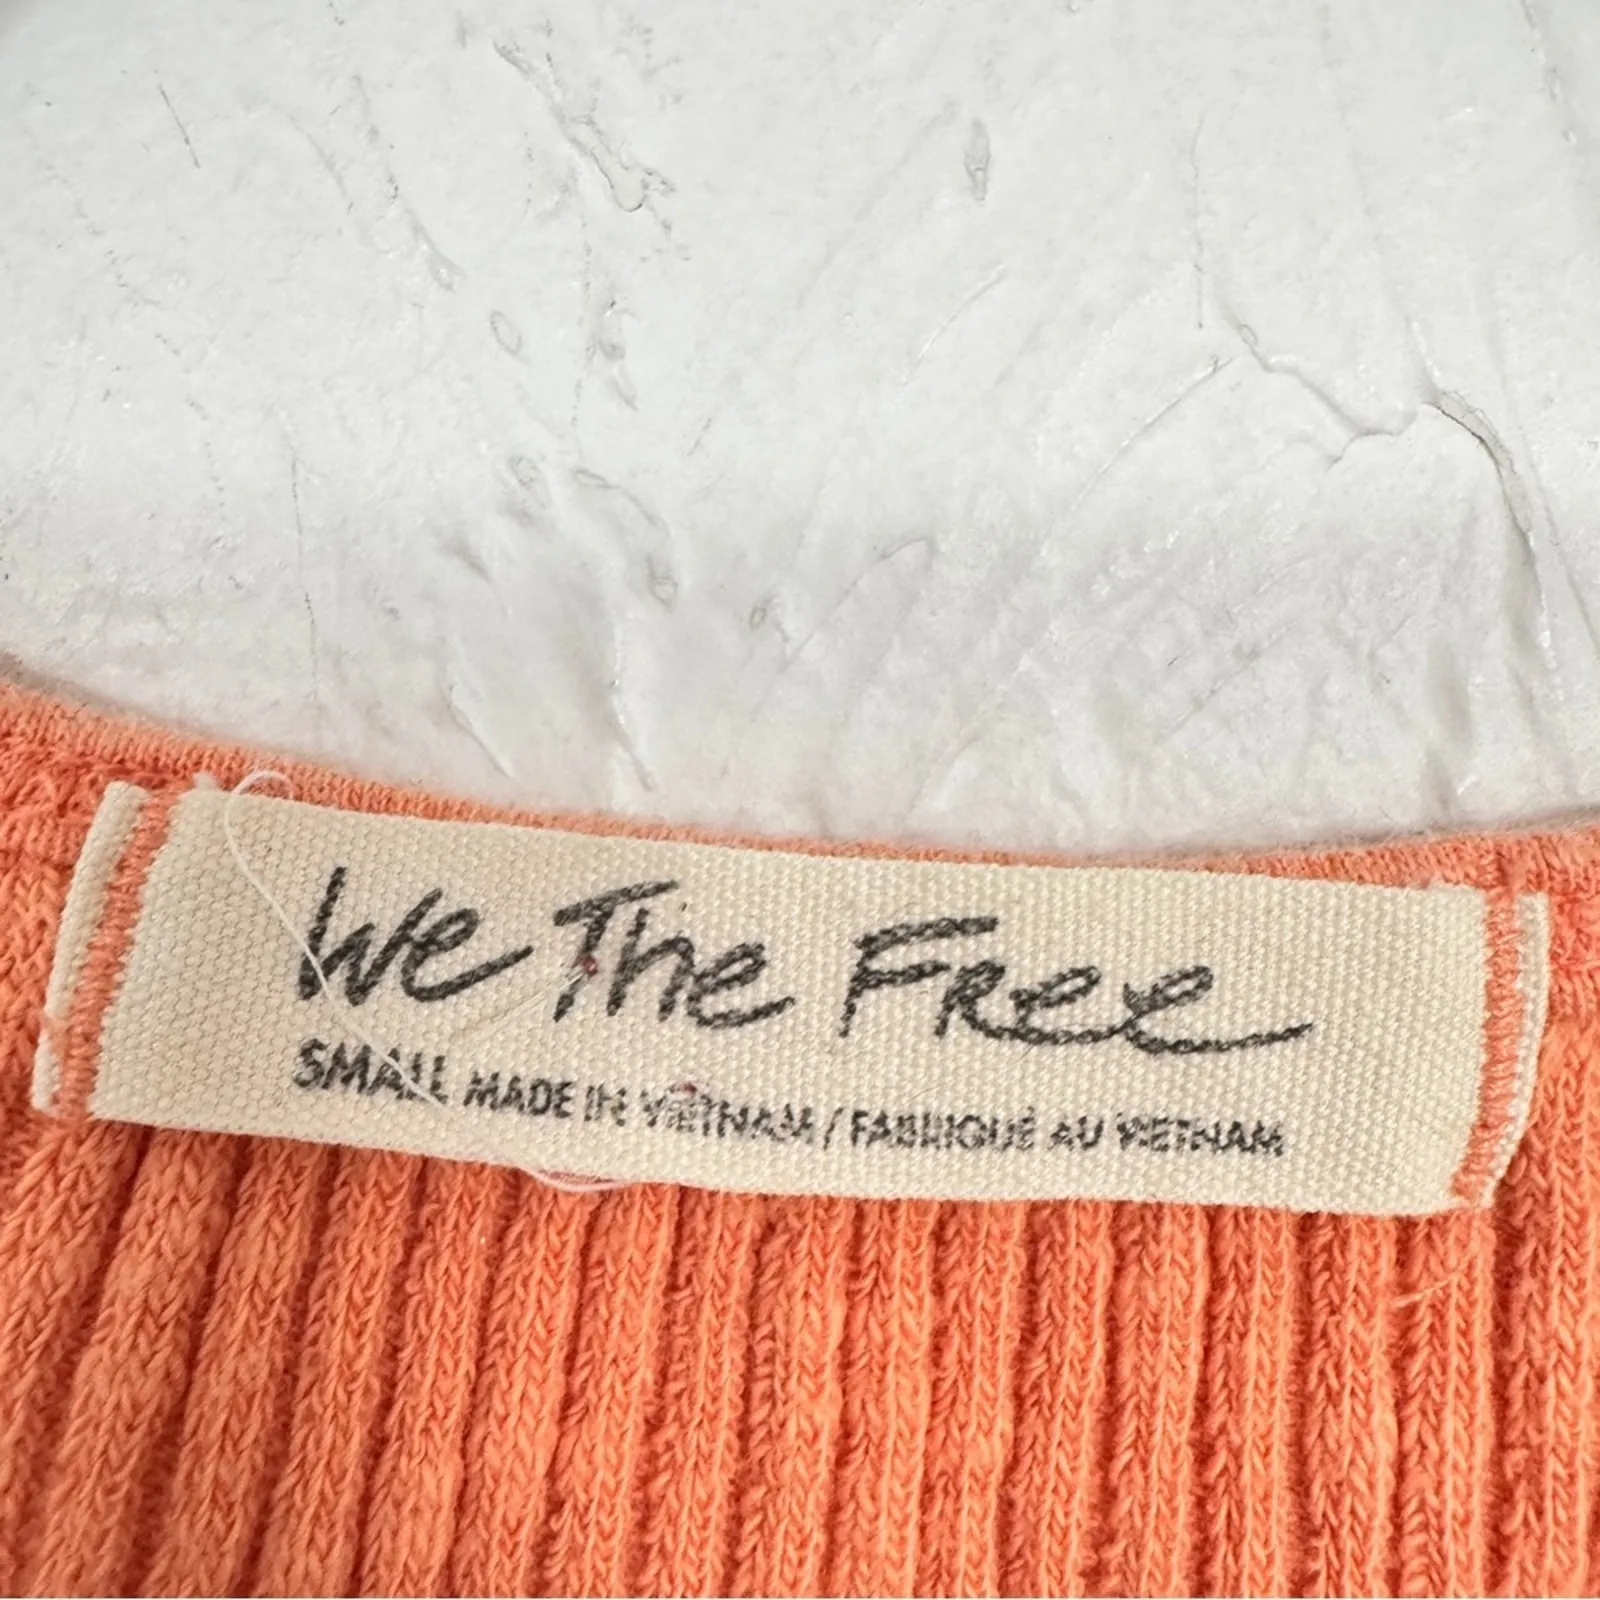 We The Free
SMALL MADE IN VIETNAM / FABRIQUÉ AU VIETNAM